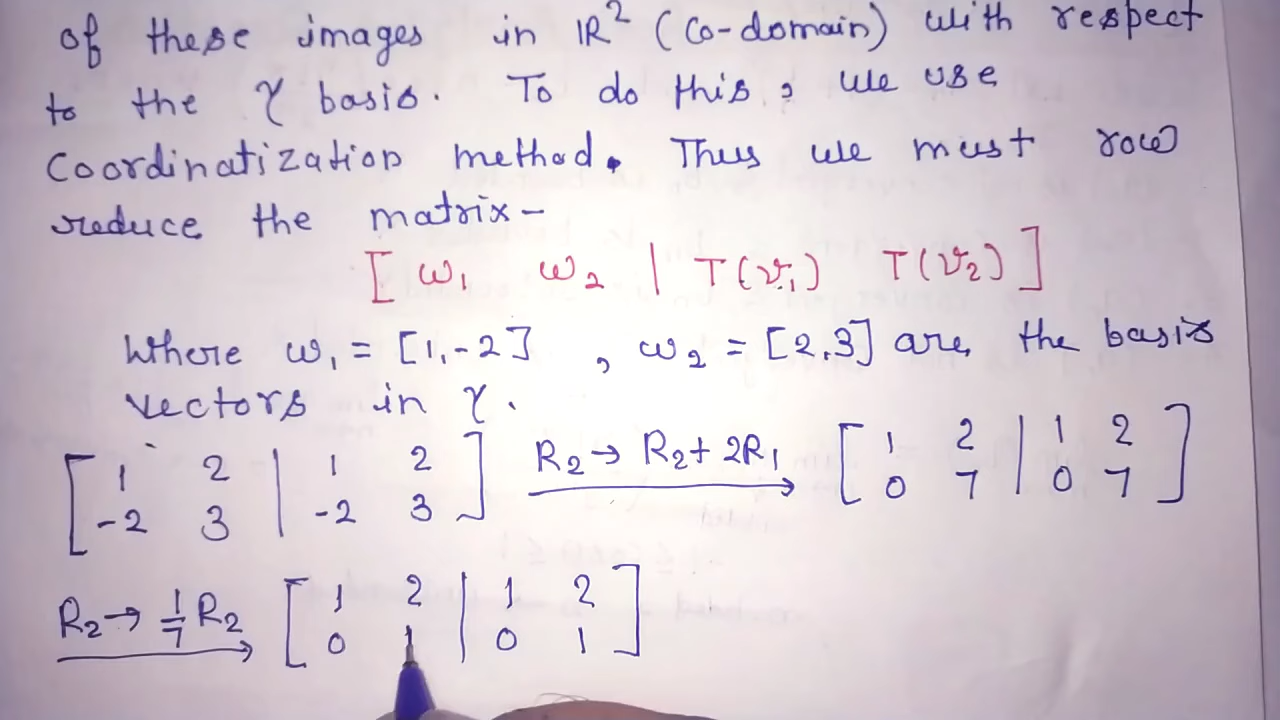 of these images in ℝ² (Co-domain) with respect
to the γ basis. To do this, we use
Coordinatization method. Thus we must row
reduce the matrix-
[ w₁ w₂ | T(v₁) T(v₂) ]
Where w₁ = [1,-2] , w₂ = [2,3] are the basis
vectors in γ.
[ 1 2 | 1 2 ] R₂→ R₂+ 2R₁ [ 1 2 | 1 2 ]
[ -2 3 | -2 3 ] [ 0 7 | 0 7 ]
R₂→ 1/7 R₂ [ 1 2 | 1 2 ]
[ 0 1 | 0 1 ]